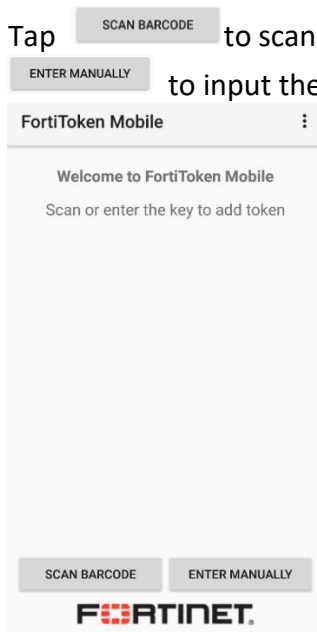 Tap SCAN BARCODE to scan
ENTER MANUALLY to input the
FortiToken Mobile
Welcome to FortiToken Mobile
Scan or enter the key to add token
SCAN BARCODE ENTER MANUALLY
FORTINET.